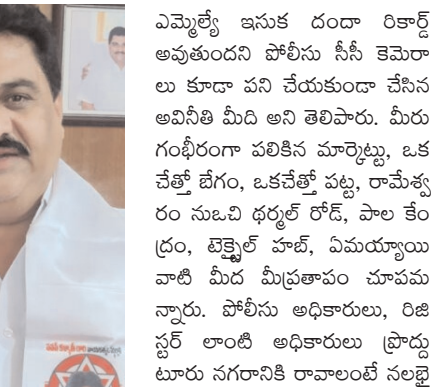 ఎమ్మెల్యే ఇసుక దందా రికార్డ్
అవుతుందని పోలీసు సీసీ కెమెరా
లు కూడా పని చేయకుండా చేసిన
అవినీతి మీది అని తెలిపారు. మీరు
గంభీరంగా పలికిన మార్కెట్టు, ఒక
చేత్తో బేగం, ఒకచేత్తో పట్ట, రామేశ్వ
రం నుఒచి థర్మల్ రోడ్, పాల కేం
ద్రం, టెక్స్టైల్ హబ్, ఏమయ్యాయి
వాటి మీద మీప్రతాపం చూపమ
న్నారు. పోలీసు అధికారులు, రిజి
స్టర్ లాంటి అధికారులు ప్రొద్దు
టూరు నగరానికి రావాలంటే నలభై